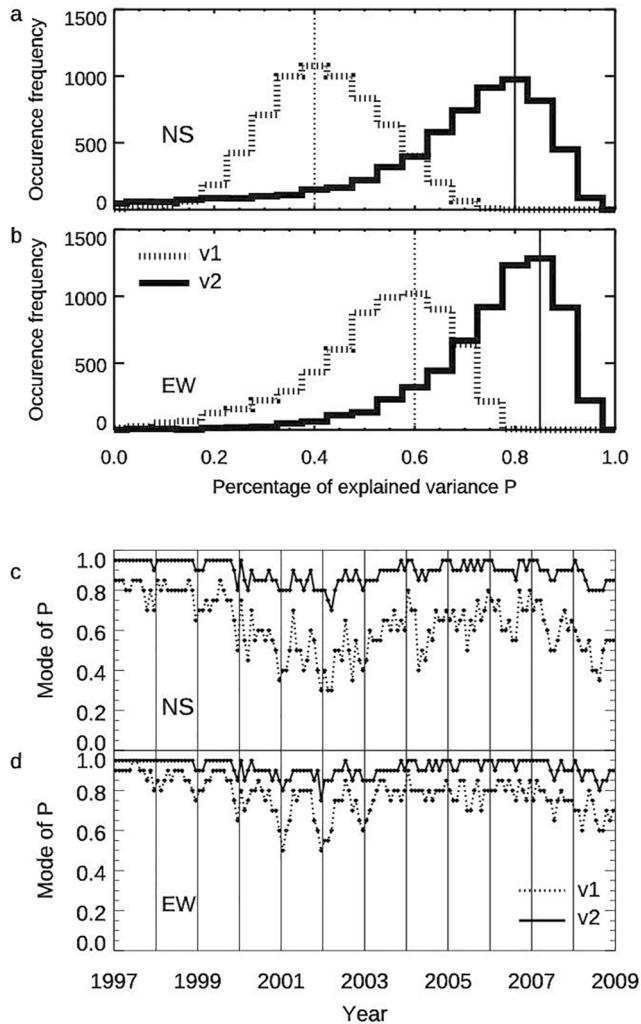 a
1500
1000
500
0
Occurence frequency
NS
b
1500
1000
500
0
Occurence frequency
v1
v2
EW
0.0 0.2 0.4 0.6 0.8 1.0
Percentage of explained variance P
c
1.0
0.8
0.6
0.4
0.2
0.0
Mode of P
NS
d
1.0
0.8
0.6
0.4
0.2
0.0
Mode of P
EW
v1
v2
1997 1999 2001 2003 2005 2007 2009
Year